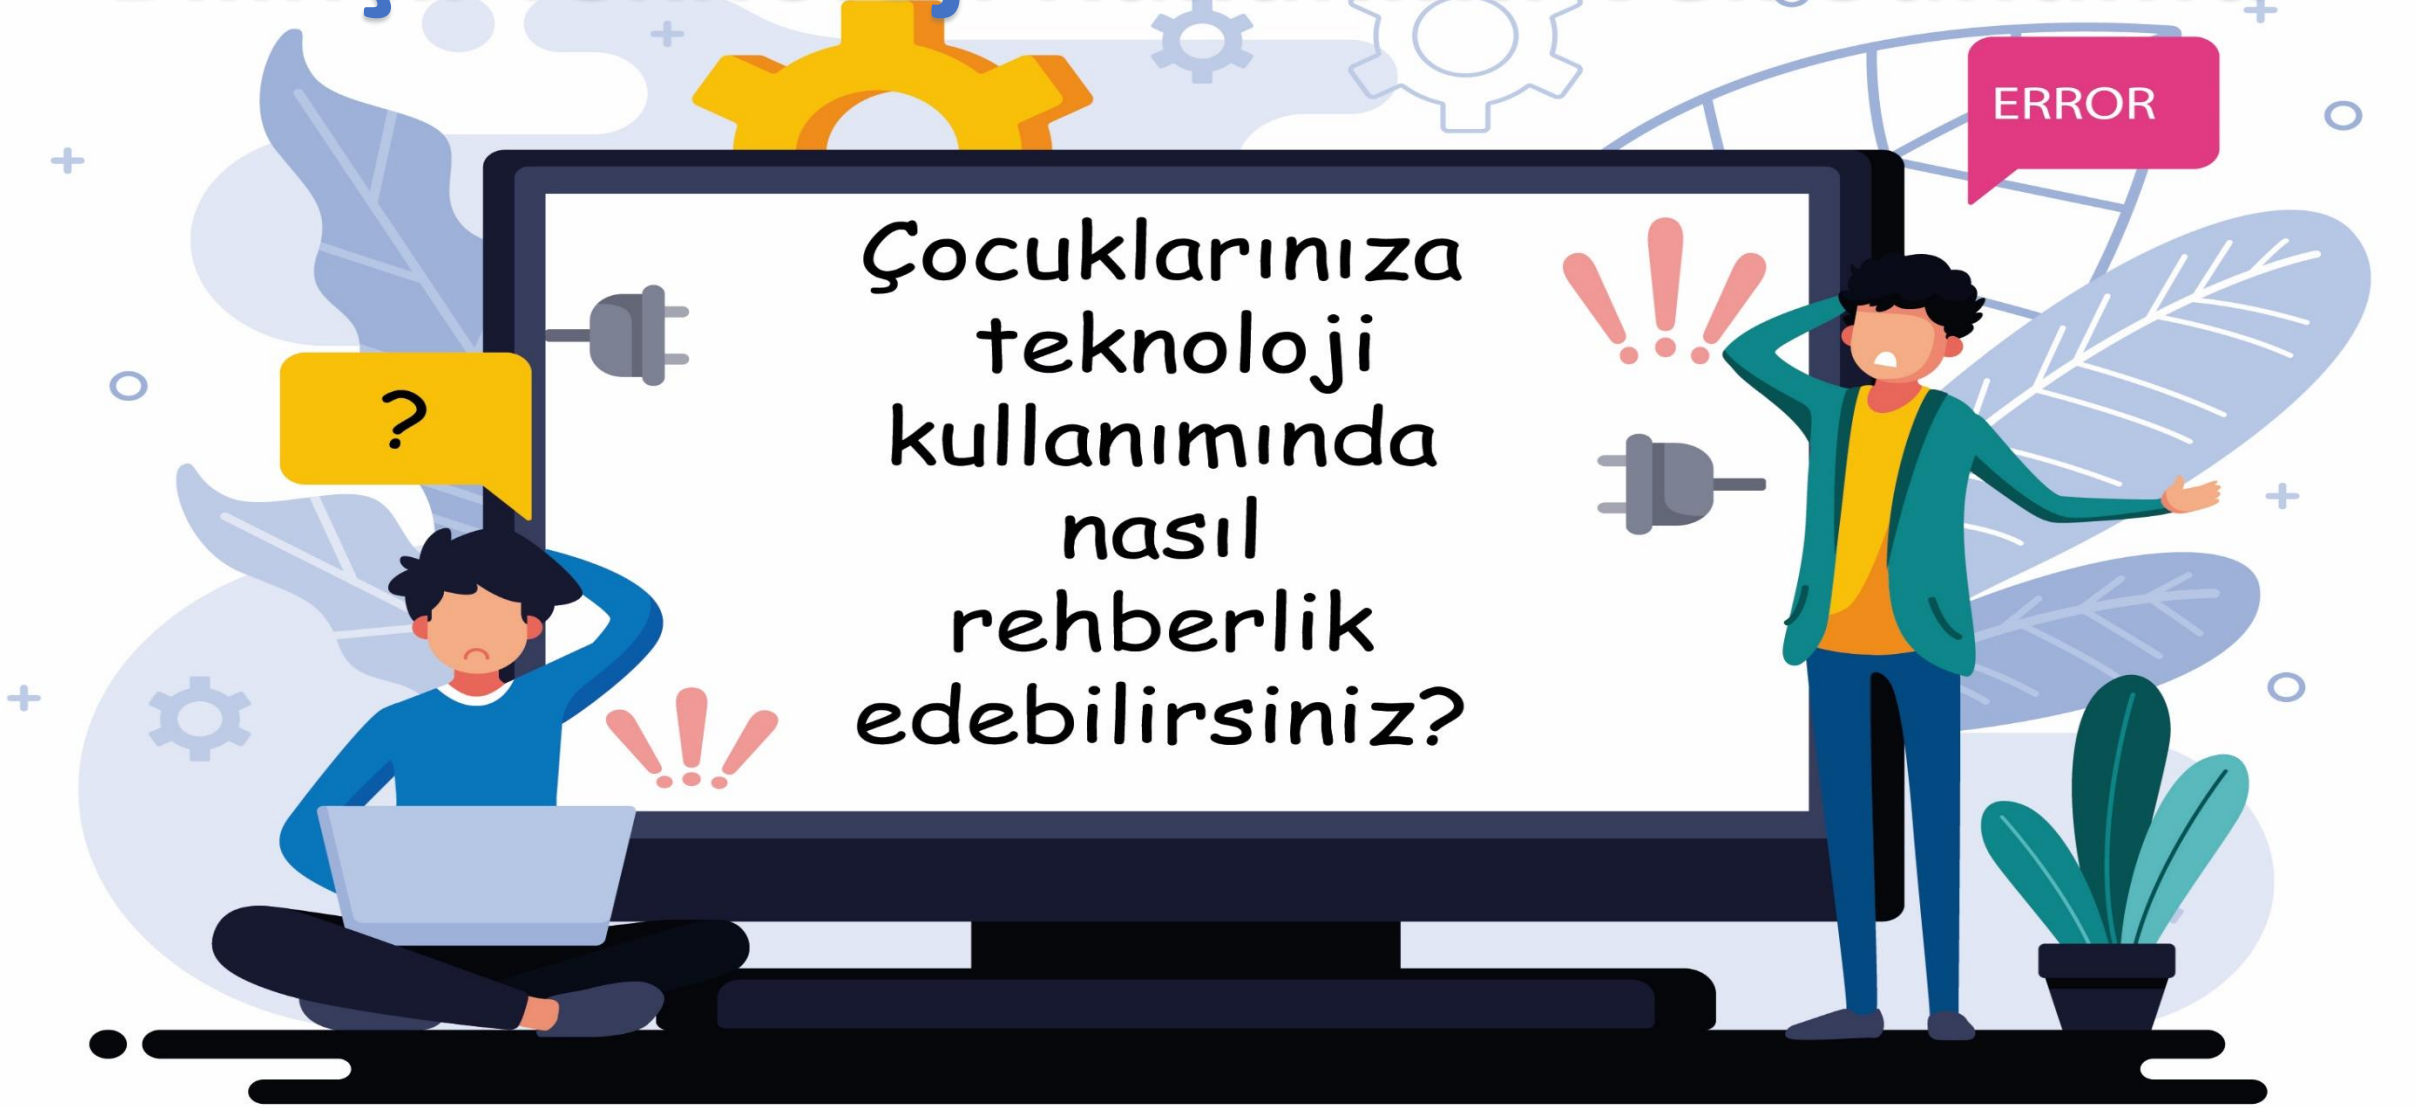 ERROR
Çocuklarınıza
teknoloji
?
kullanımında
nasıl
rehberlik
edebilirsiniz?